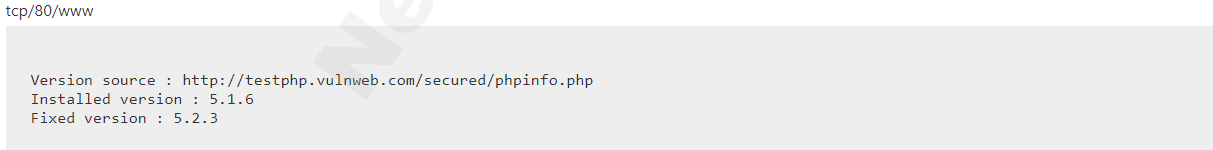 tcp/80/www
Version source : http://testphp.vulnweb.com/secured/phpinfo.php
Installed version : 5.1.6
Fixed version : 5.2.3